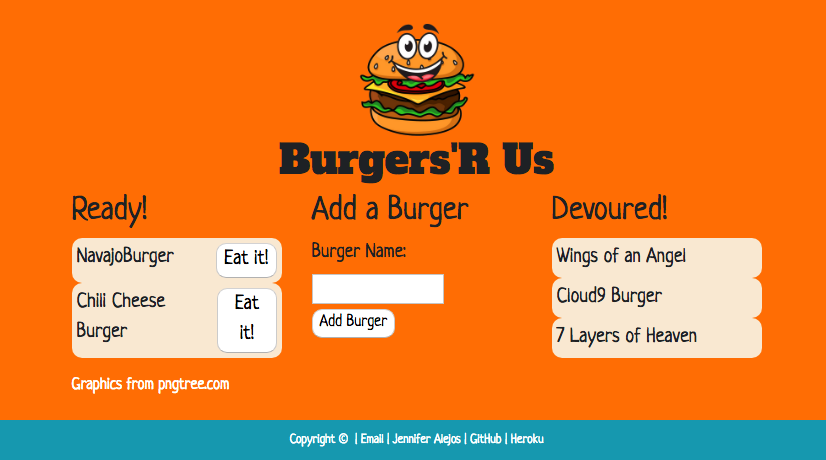 Burgers'R Us
Ready!
NavajoBurger
Eat it!
Chili Cheese
Burger
Eat
it!
Add a Burger
Burger Name:
Add Burger
Devoured!
Wings of an Angel
Cloud9 Burger
7 Layers of Heaven
Graphics from pngtree.com
Copyright © | Email | Jennifer Alejos | GitHub | Heroku